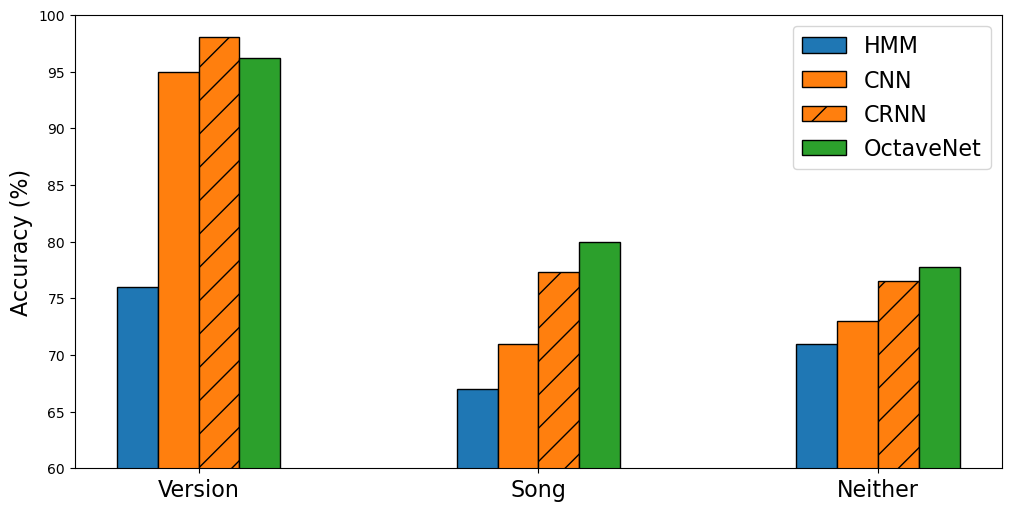 100
95
90
85
80
75
70
65
60
Accuracy (%)
Version
Song
Neither
HMM
CNN
CRNN
OctaveNet